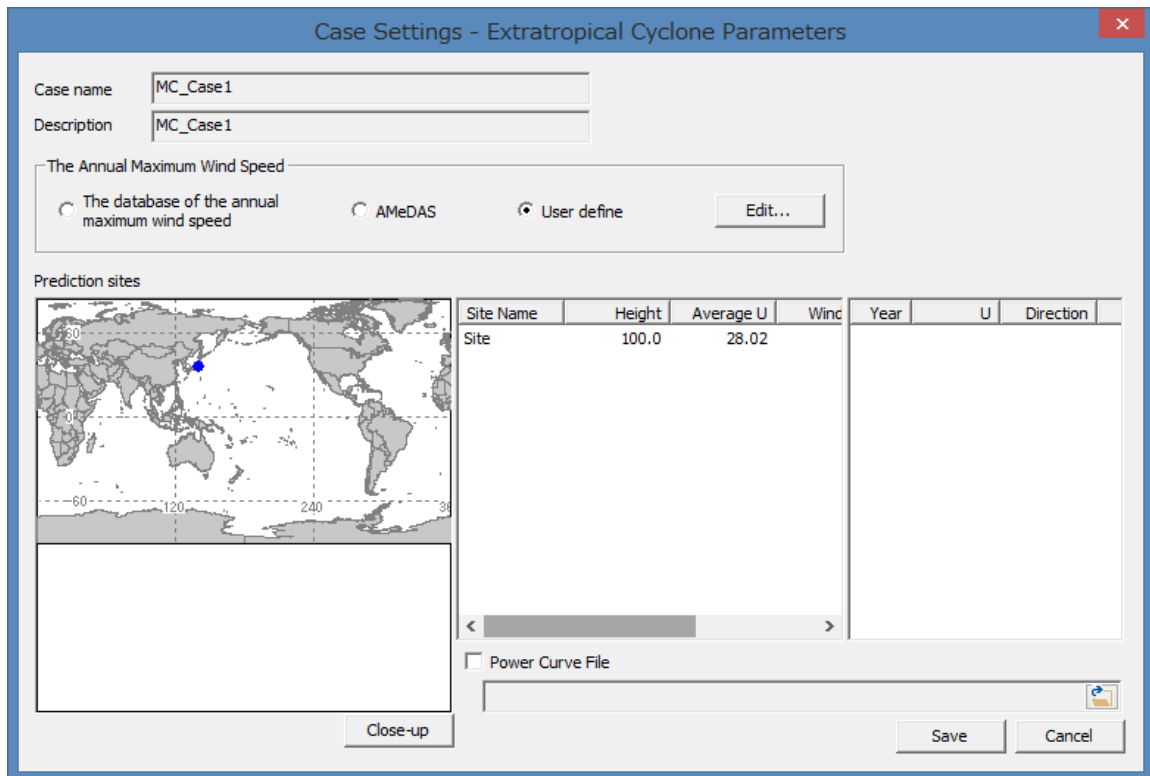 Case Settings - Extratropical Cyclone Parameters
Case name MC_Case1
Description MC_Case1
The Annual Maximum Wind Speed
The database of the annual
maximum wind speed
AMeDAS
User define
Edit...
Prediction sites
Site Name Height Average U Wind
Site 100.0 28.02
Year U Direction
60
0
-60 120 240 36
Power Curve File
Close-up
Save
Cancel